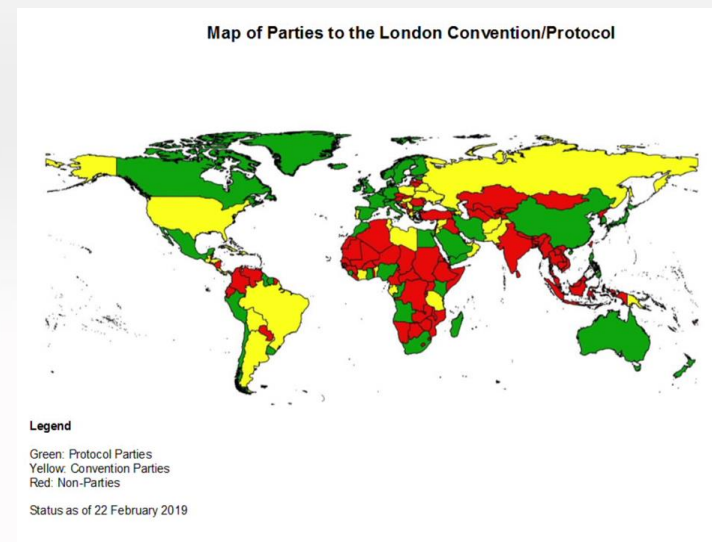 Map of Parties to the London Convention/Protocol
Legend
Green: Protocol Parties
Yellow: Convention Parties
Red: Non-Parties
Status as of 22 February 2019